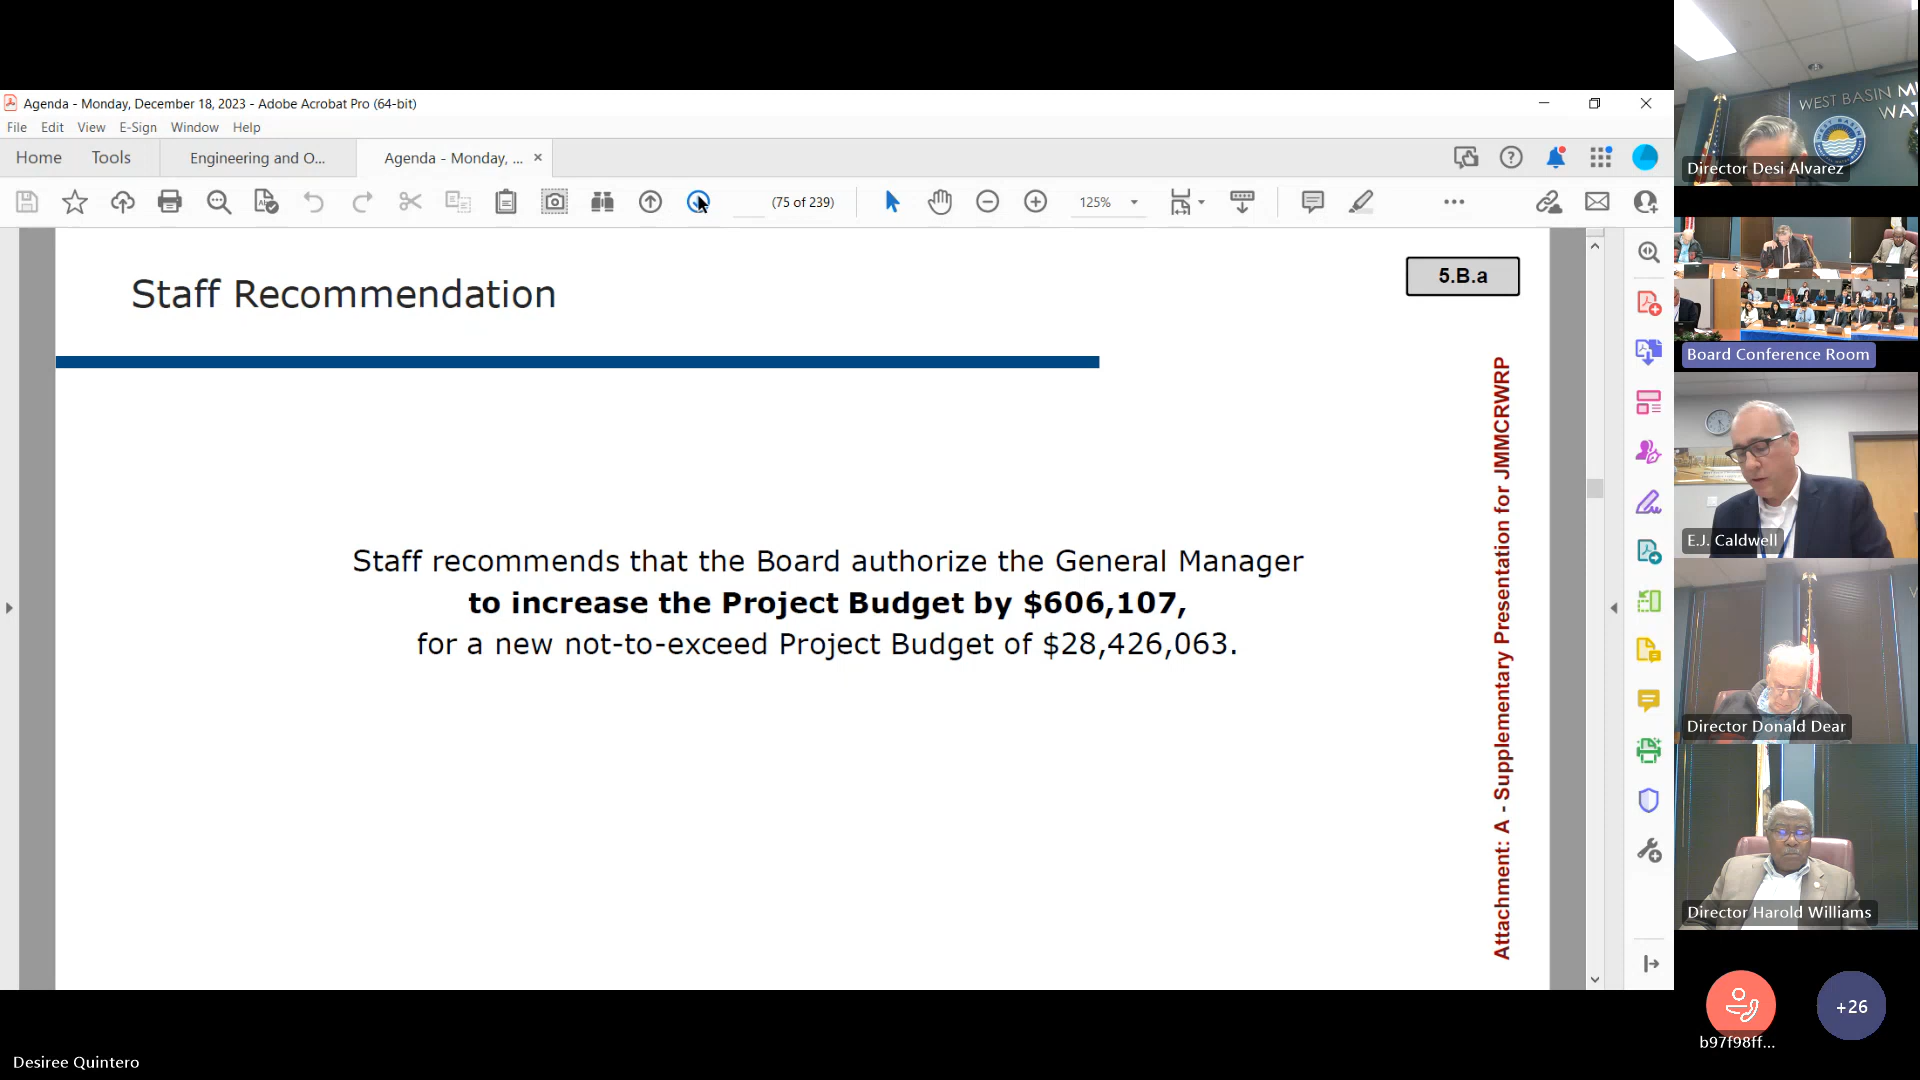 Agenda - Monday, December 18, 2023 - Adobe Acrobat Pro (64-bit)
File Edit View E-Sign Window Help
Home Tools Engineering and O... Agenda - Monday, ...
(75 of 239) 125%
Staff Recommendation
5.B.a
Staff recommends that the Board authorize the General Manager
to increase the Project Budget by $606,107,
for a new not-to-exceed Project Budget of $28,426,063.
Attachment: A - Supplementary Presentation for JMMCRWRP
WEST BASIN
Director Desi Alvarez
Board Conference Room
E.J. Caldwell
Director Donald Dear
Director Harold Williams
b97f98ff...
+26
Desiree Quintero